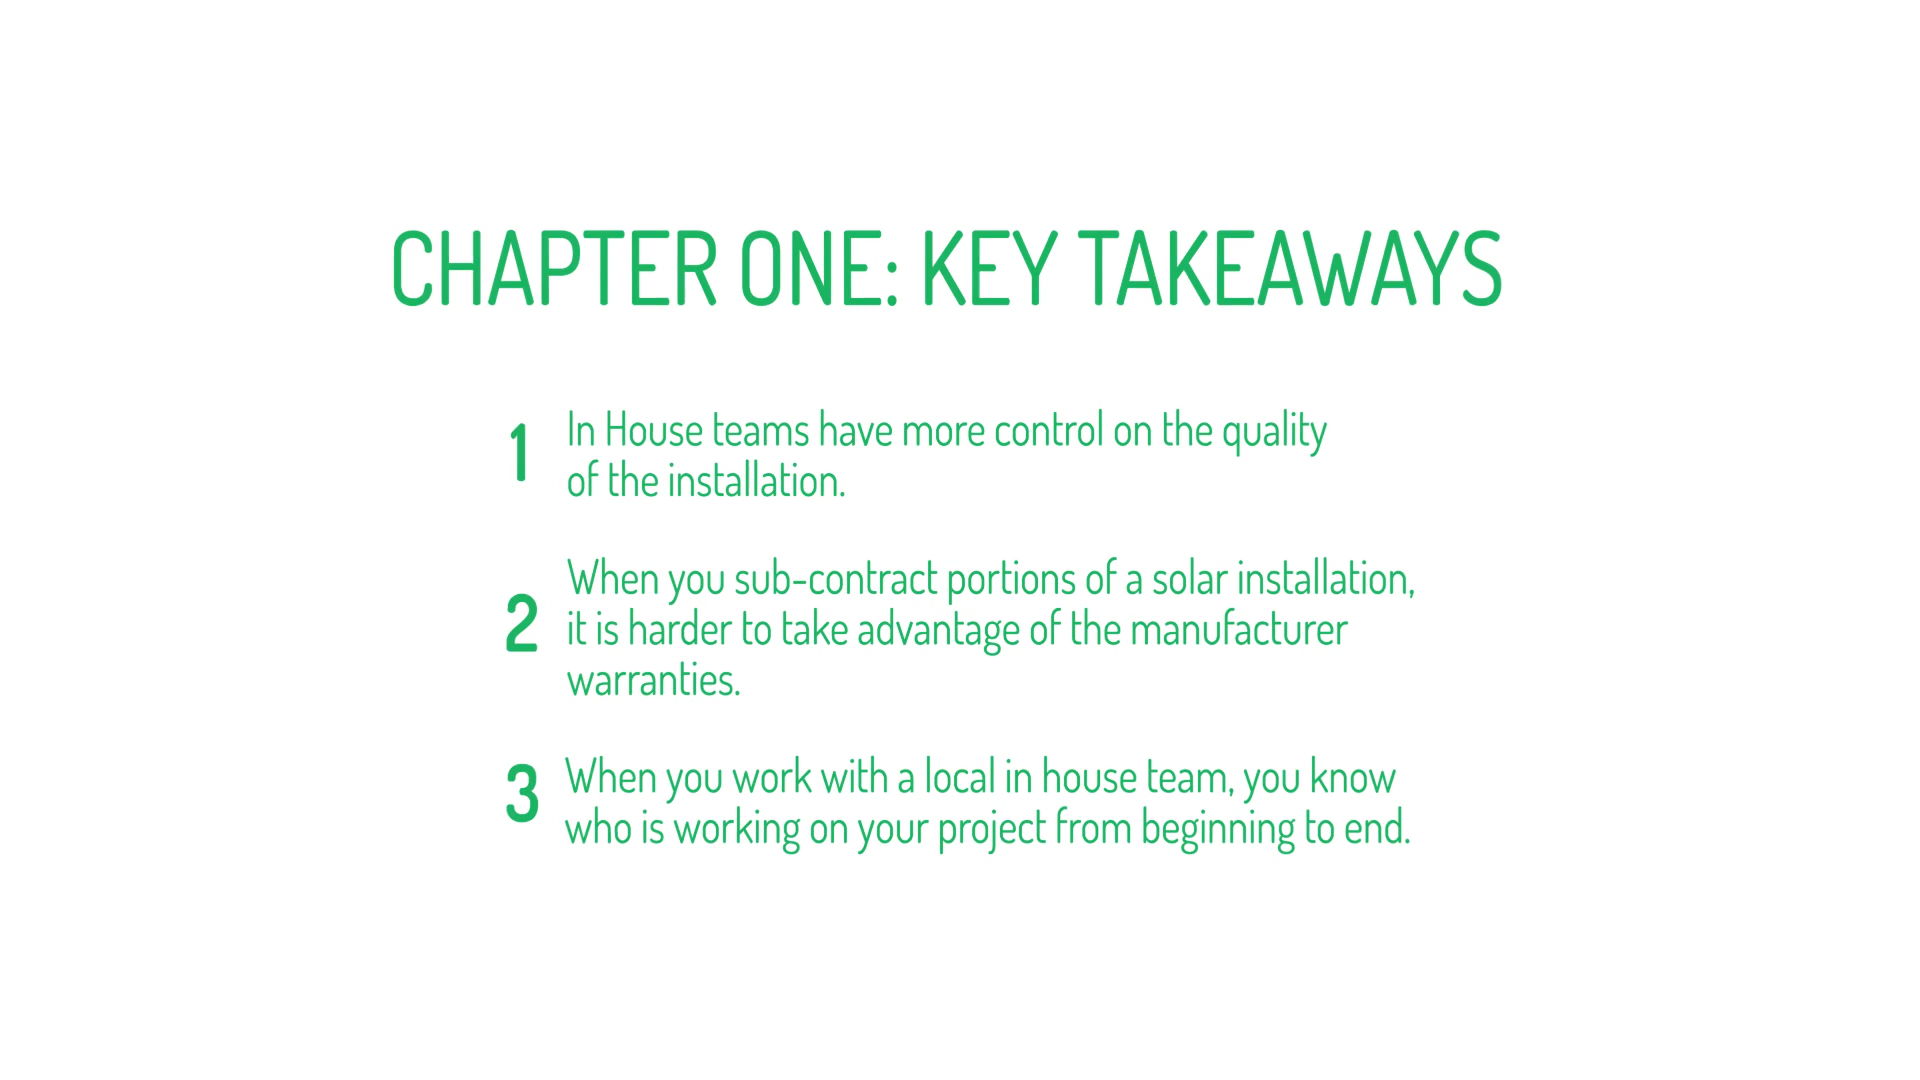 CHAPTER ONE: KEY TAKEAWAYS
1 In House teams have more control on the quality
of the installation.
When you sub-contract portions of a solar installation,
2 it is harder to take advantage of the manufacturer
warranties.
3 When you work with a local in house team, you know
who is working on your project from beginning to end.